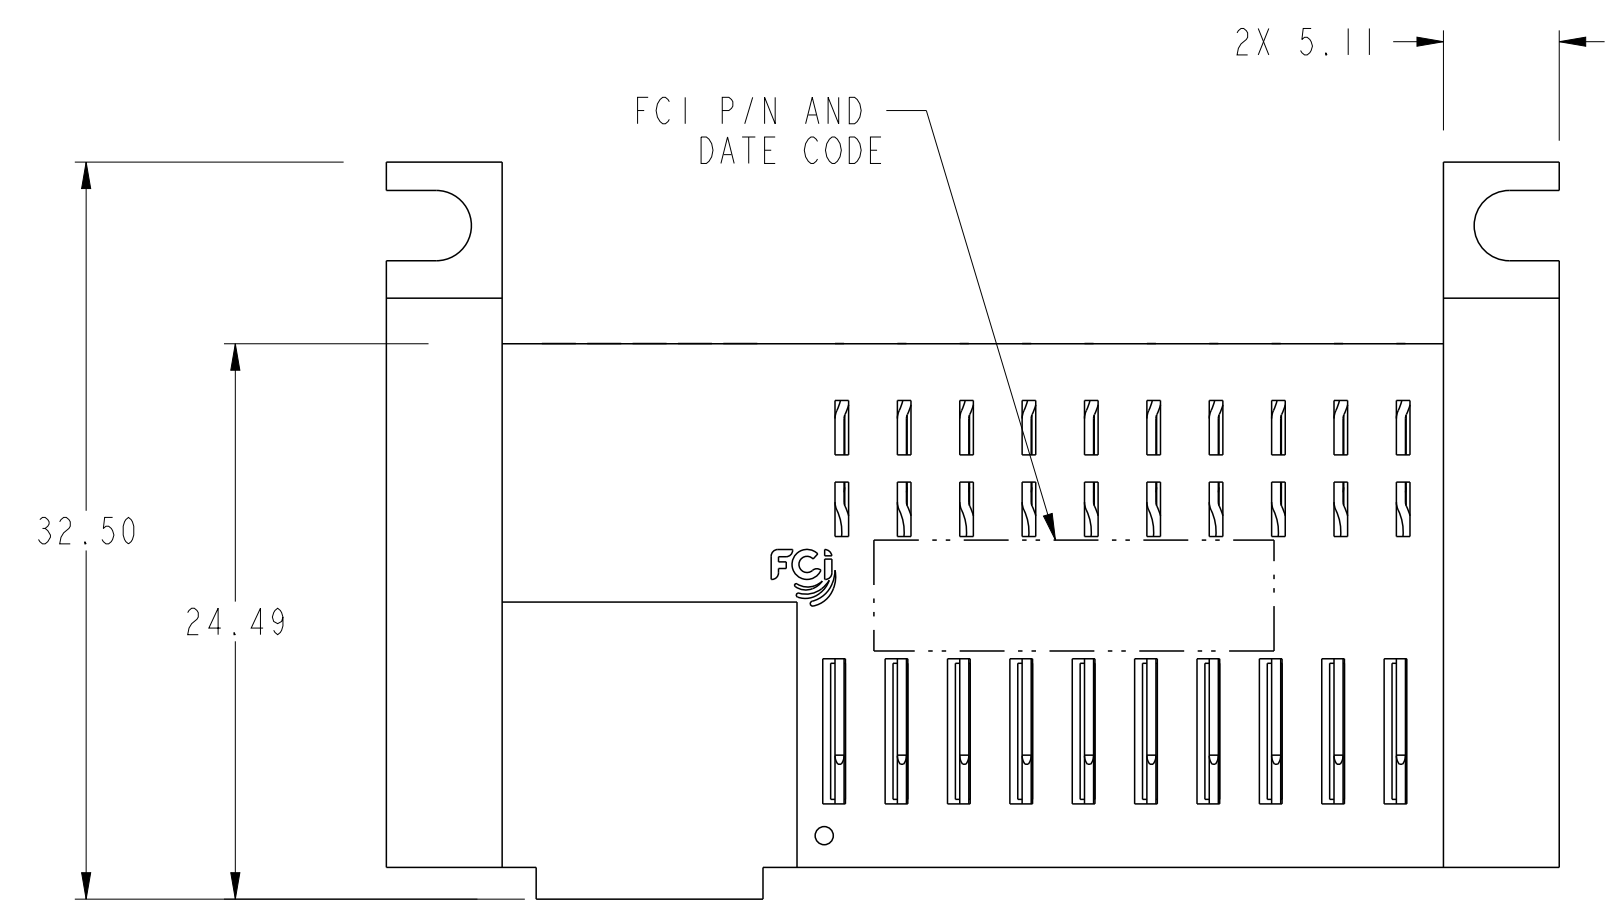 2X 5.11
FCI P/N AND
DATE CODE
32.50
24.49
FCi